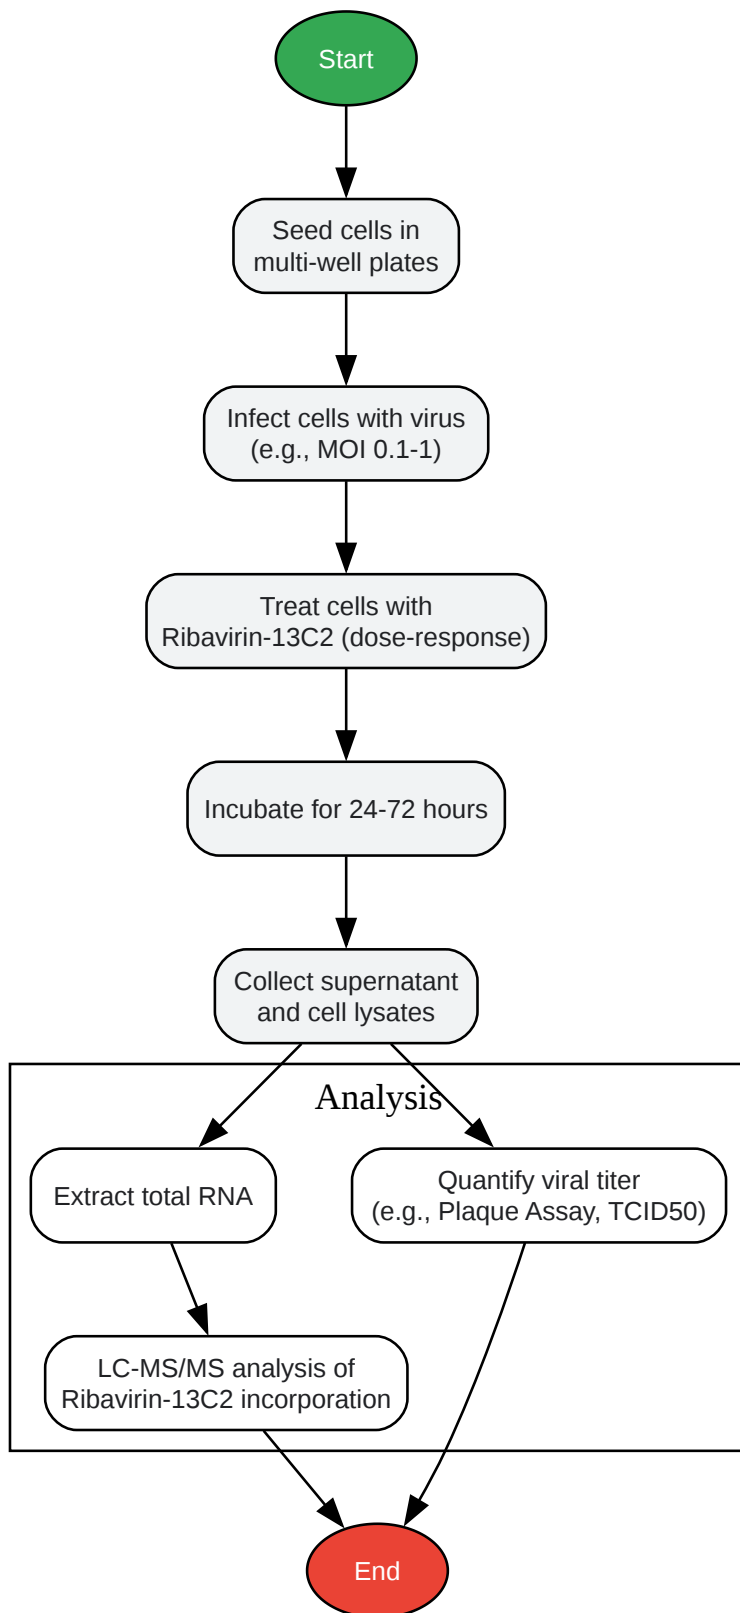 Start
Seed cells in
multi-well plates
Infect cells with virus
(e.g., MOI 0.1-1)
Treat cells with
Ribavirin-13C2 (dose-response)
Incubate for 24-72 hours
Collect supernatant
and cell lysates
Analysis
Extract total RNA
Quantify viral titer
(e.g., Plaque Assay, TCID50)
LC-MS/MS analysis of
Ribavirin-13C2 incorporation
End